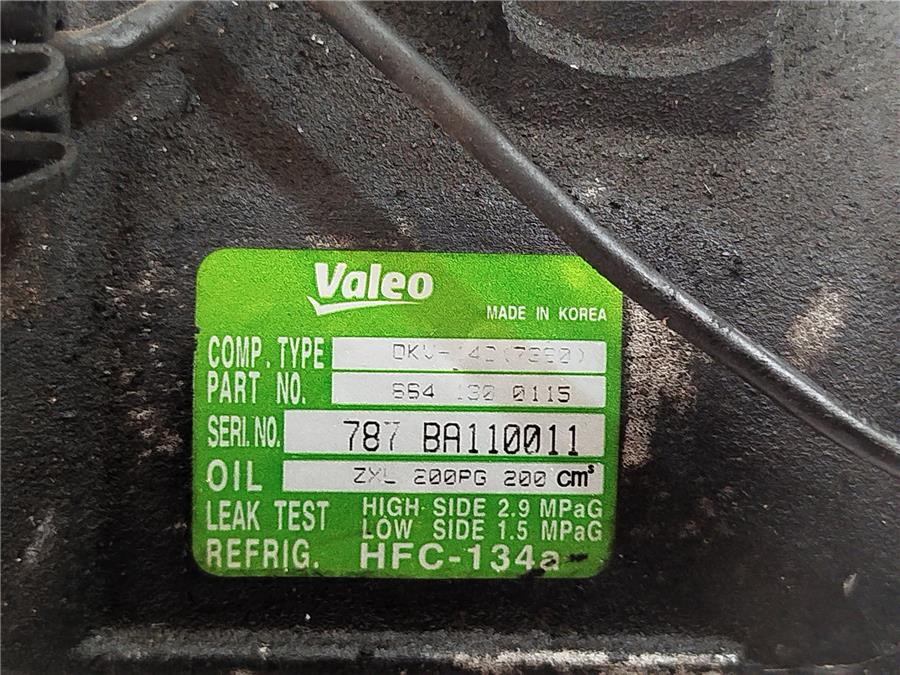 Valeo
MADE IN KOREA
COMP. TYPE
PART NO. 664 130 0115
SERI. NO. 787 BA110011
OIL ZXL 200PG 200 cm³
LEAK TEST HIGH SIDE 2.9 MPaG
LOW SIDE 1.5 MPaG
REFRIG. HFC-134a